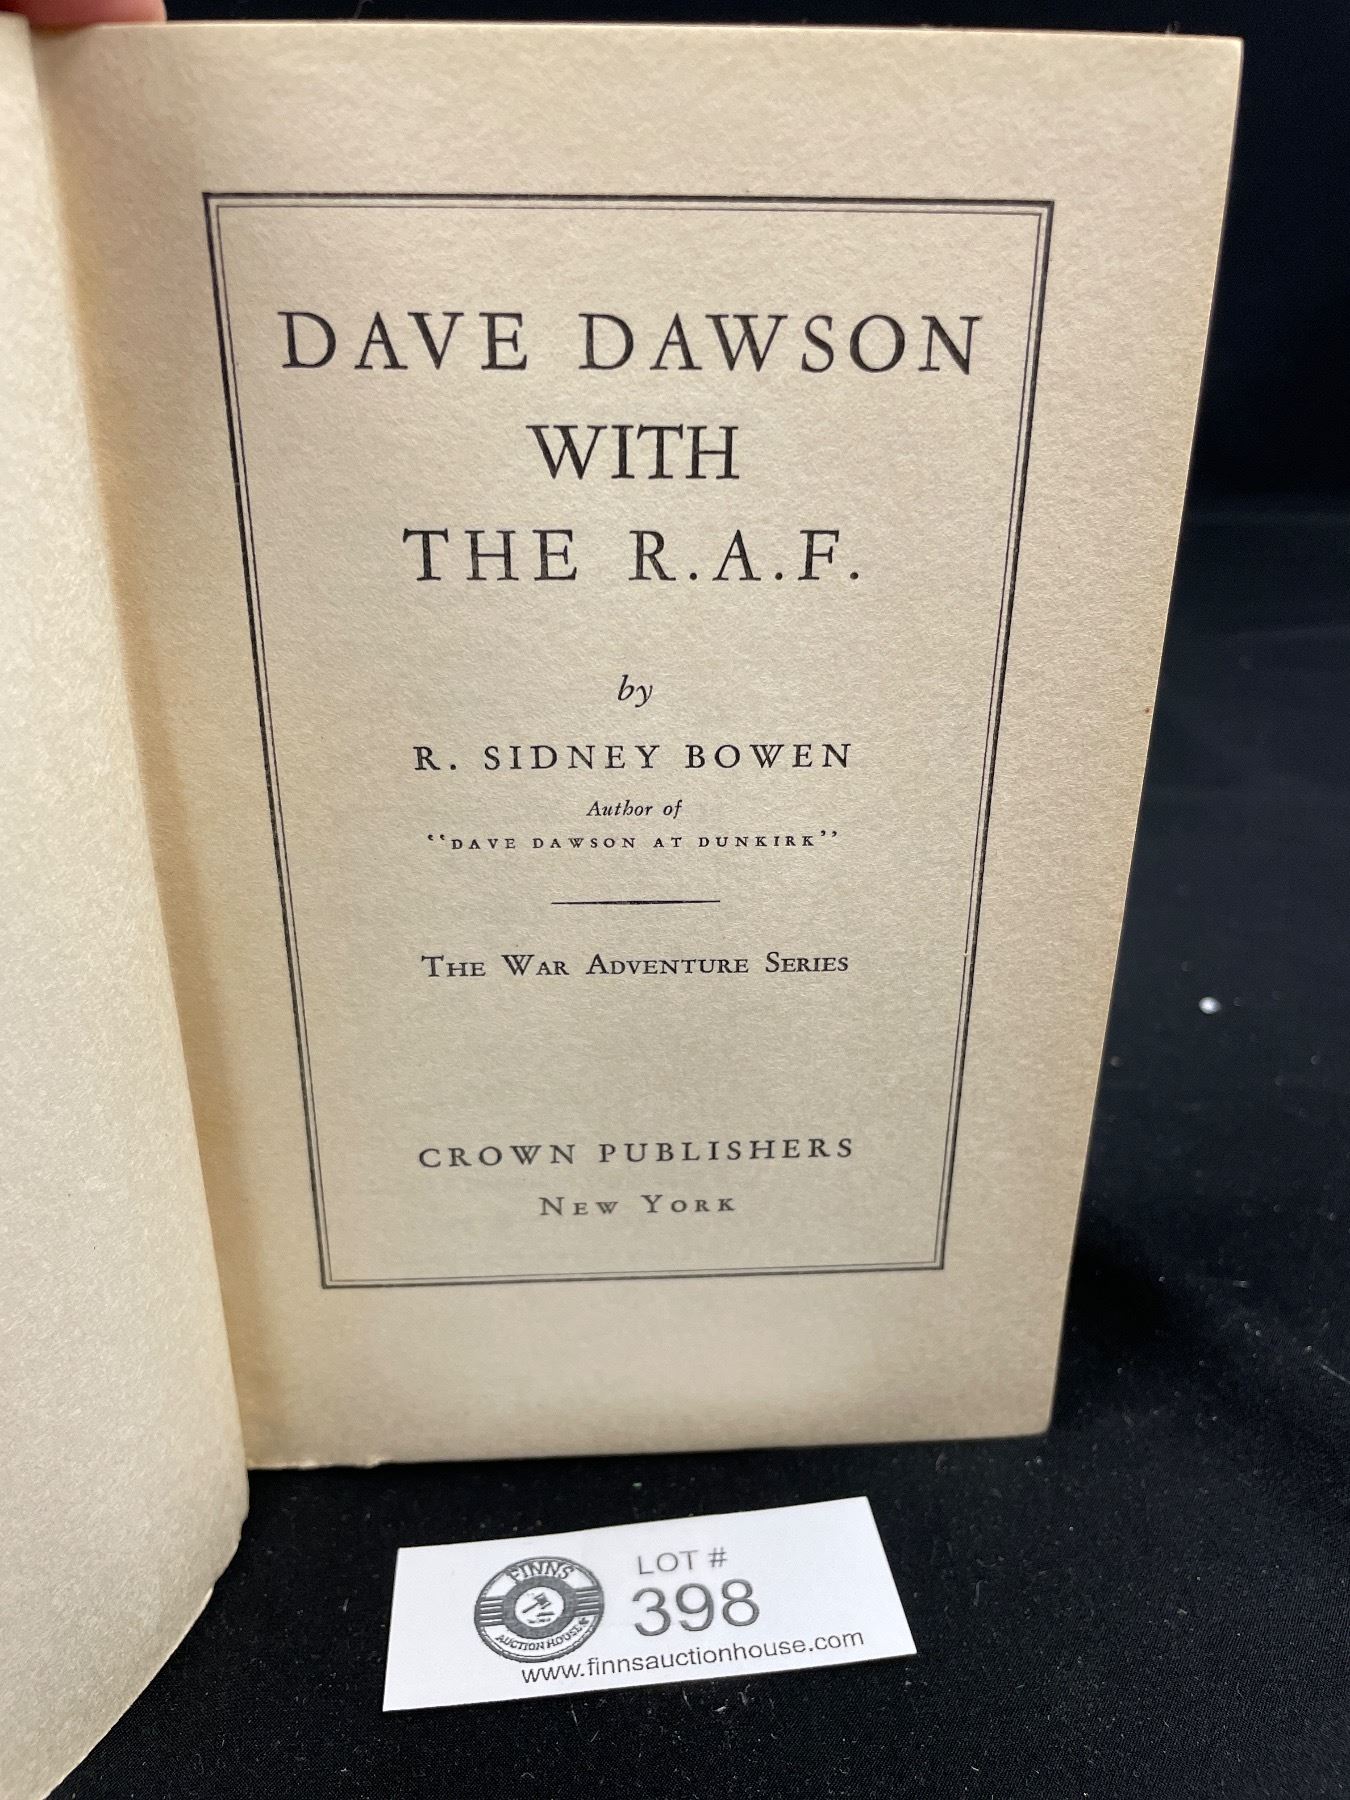 DAVE DAWSON
WITH
THE R.A.F.
by
R. SIDNEY BOWEN
Author of
"DAVE DAWSON AT DUNKIRK"
THE WAR ADVENTURE SERIES
CROWN PUBLISHERS
NEW YORK
FINNS
AUCTION HOUSE
LOT #
398
www.finnsauctionhouse.com